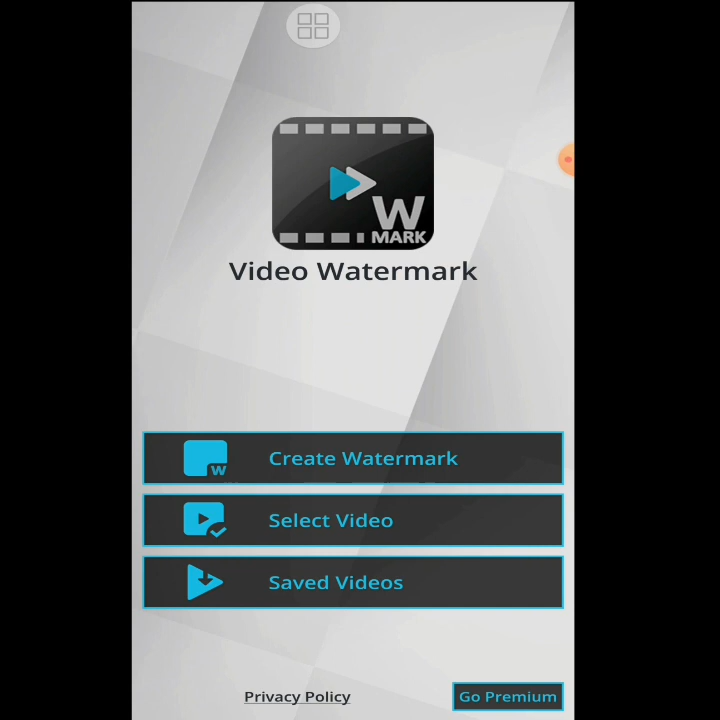 W
MARK
Video Watermark
W
Create Watermark
Select Video
Saved Videos
Privacy Policy
Go Premium